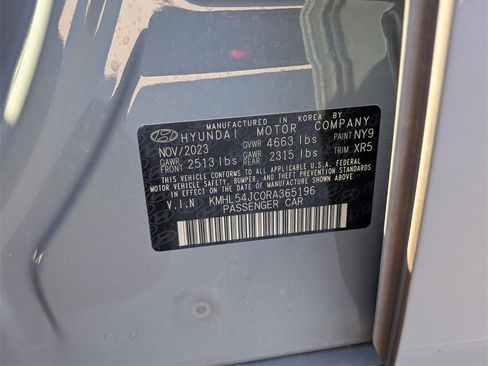 MANUFACTURED IN KOREA BY
HYUNDAI MOTOR COMPANY
NOV/2023 GVWR 4663 lbs PAINT NY9
GAWR FRONT 2513 lbs GAWR REAR 2315 lbs TRIM XR5
THIS VEHICLE CONFORMS TO ALL APPLICABLE U.S.A. FEDERAL
MOTOR VEHICLE SAFETY, BUMPER, AND THEFT PREVENTION
STANDARDS IN EFFECT ON THE DATE OF MANUFACTURE SHOWN ABOVE.
V.I.N KMHL54JC0RA365196
PASSENGER CAR